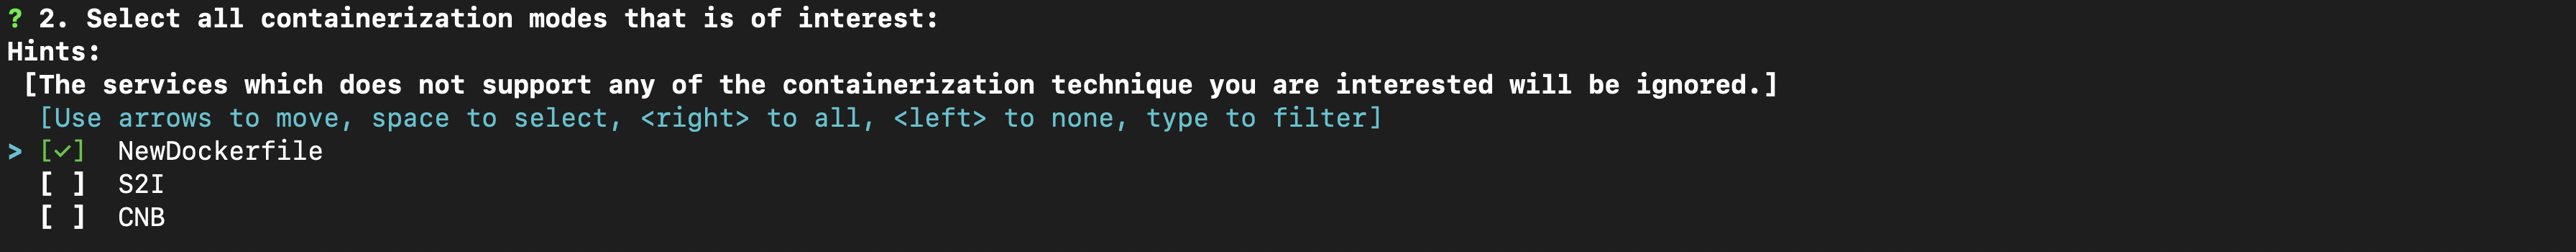 ? 2. Select all containerization modes that is of interest:
Hints:
[The services which does not support any of the containerization technique you are interested will be ignored.]
[Use arrows to move, space to select, <right> to all, <left> to none, type to filter]
> [✓] NewDockerfile
[ ] S2I
[ ] CNB